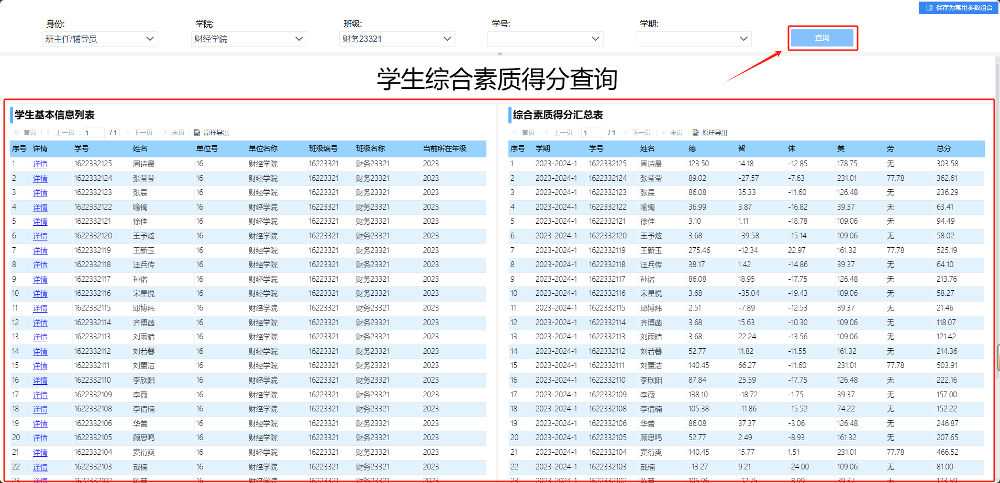 保存为常用参数组合
身份: 学院: 班级: 学号: 学期:
班主任/辅导员 财经学院 财务23321 查询
学生综合素质得分查询
学生基本信息列表
首页 上一页 1 / 1 下一页 末页 原样导出
序号 详情 学号 姓名 单位号 单位名称 班级编号 班级名称 当前所在年级
1 详情 1622332125 周诗晨 16 财经学院 16223321 财务23321 2023
2 详情 1622332124 张莹莹 16 财经学院 16223321 财务23321 2023
3 详情 1622332123 张晨 16 财经学院 16223321 财务23321 2023
4 详情 1622332122 喻镯 16 财经学院 16223321 财务23321 2023
5 详情 1622332121 徐佳 16 财经学院 16223321 财务23321 2023
6 详情 1622332120 王予炫 16 财经学院 16223321 财务23321 2023
7 详情 1622332119 王新玉 16 财经学院 16223321 财务23321 2023
8 详情 1622332118 汪兵传 16 财经学院 16223321 财务23321 2023
9 详情 1622332117 孙诺 16 财经学院 16223321 财务23321 2023
10 详情 1622332116 宋星悦 16 财经学院 16223321 财务23321 2023
11 详情 1622332115 邱博炜 16 财经学院 16223321 财务23321 2023
12 详情 1622332114 齐博菡 16 财经学院 16223321 财务23321 2023
13 详情 1622332113 刘雨晴 16 财经学院 16223321 财务23321 2023
14 详情 1622332112 刘若馨 16 财经学院 16223321 财务23321 2023
15 详情 1622332111 刘董洁 16 财经学院 16223321 财务23321 2023
16 详情 1622332110 李欣阳 16 财经学院 16223321 财务23321 2023
17 详情 1622332109 李薇 16 财经学院 16223321 财务23321 2023
18 详情 1622332108 李倩楠 16 财经学院 16223321 财务23321 2023
19 详情 1622332106 华蕾 16 财经学院 16223321 财务23321 2023
20 详情 1622332105 顾思鸣 16 财经学院 16223321 财务23321 2023
21 详情 1622332104 窦衍爽 16 财经学院 16223321 财务23321 2023
22 详情 1622332103 戴楠 16 财经学院 16223321 财务23321 2023
23 详情 1622332102 陈慧 16 财经学院 16223321 财务23321 2023
综合素质得分汇总表
首页 上一页 1 / 1 下一页 末页 原样导出
序号 学期 学号 姓名 德 智 体 美 劳 总分
1 2023-2024-1 1622332125 周诗晨 123.50 14.18 -12.85 178.75 无 303.58
2 2023-2024-1 1622332124 张莹莹 89.02 -27.57 -7.63 231.01 77.78 362.61
3 2023-2024-1 1622332123 张晨 86.08 35.33 -11.60 126.48 无 236.29
4 2023-2024-1 1622332122 喻镯 36.99 3.87 -16.82 39.37 无 63.41
5 2023-2024-1 1622332121 徐佳 3.10 1.11 -18.78 109.06 无 94.49
6 2023-2024-1 1622332120 王予炫 3.68 -39.58 -15.14 109.06 无 58.02
7 2023-2024-1 1622332119 王新玉 275.46 -12.34 22.97 161.32 77.78 525.19
8 2023-2024-1 1622332118 汪兵传 38.17 1.42 -14.86 39.37 无 64.10
9 2023-2024-1 1622332117 孙诺 86.08 18.95 -17.75 126.48 无 213.76
10 2023-2024-1 1622332116 宋星悦 3.68 -35.04 -19.43 109.06 无 58.27
11 2023-2024-1 1622332115 邱博炜 2.51 -7.89 -12.53 39.37 无 21.46
12 2023-2024-1 1622332114 齐博菡 3.68 15.63 -10.30 109.06 无 118.07
13 2023-2024-1 1622332113 刘雨晴 3.68 22.24 -13.56 109.06 无 121.42
14 2023-2024-1 1622332112 刘若馨 52.77 11.82 -11.55 161.32 无 214.36
15 2023-2024-1 1622332111 刘董洁 140.45 66.27 -11.60 231.01 77.78 503.91
16 2023-2024-1 1622332110 李欣阳 87.84 25.59 -17.75 126.48 无 222.16
17 2023-2024-1 1622332109 李薇 138.10 -18.72 -1.75 39.37 无 157.00
18 2023-2024-1 1622332108 李倩楠 105.38 -11.86 -15.52 74.22 无 152.22
19 2023-2024-1 1622332106 华蕾 86.08 37.37 -3.06 126.48 无 246.87
20 2023-2024-1 1622332105 顾思鸣 52.77 2.49 -8.93 161.32 无 207.65
21 2023-2024-1 1622332104 窦衍爽 140.45 15.77 1.51 231.01 77.78 466.52
22 2023-2024-1 1622332103 戴楠 -13.27 9.21 -24.00 109.06 无 81.00
23 2023-2024-1 1622332102 陈慧 105.96 -12.75 -8.99 39.37 无 123.59